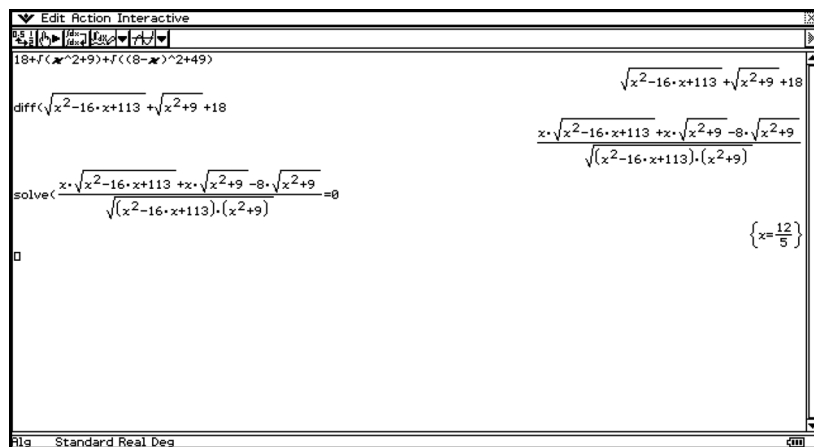 Edit Action Interactive
18+√(x^2+9)+√((8-x)^2+49)
√x²-16·x+113 +√x²+9 +18
diff(√x²-16·x+113 +√x²+9 +18
x·√x²-16·x+113 +x·√x²+9 -8·√x²+9
√(x²-16·x+113)·(x²+9)
solve(x·√x²-16·x+113 +x·√x²+9 -8·√x²+9 =0
√(x²-16·x+113)·(x²+9)
{x=12/5}
Alg Standard Real Deg